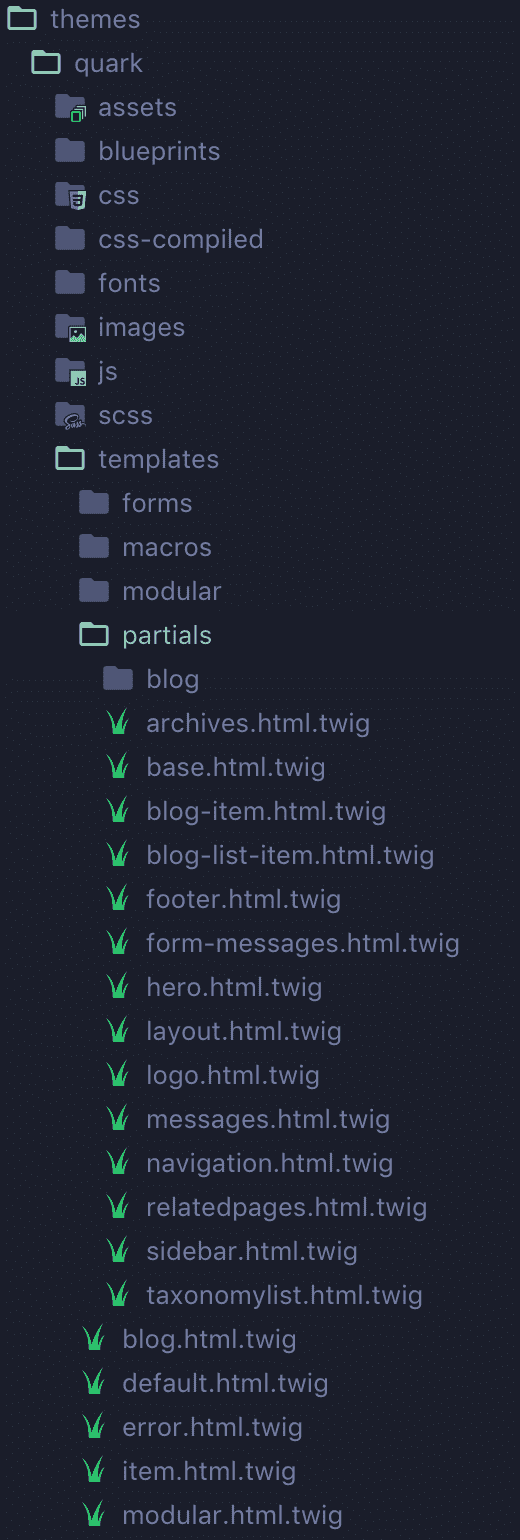 themes
quark
assets
blueprints
css
css-compiled
fonts
images
JS js
scss
templates
forms
macros
modular
partials
blog
archives.html.twig
base.html.twig
blog-item.html.twig
blog-list-item.html.twig
footer.html.twig
form-messages.html.twig
hero.html.twig
layout.html.twig
logo.html.twig
messages.html.twig
navigation.html.twig
relatedpages.html.twig
sidebar.html.twig
taxonomylist.html.twig
blog.html.twig
default.html.twig
error.html.twig
item.html.twig
modular.html.twig